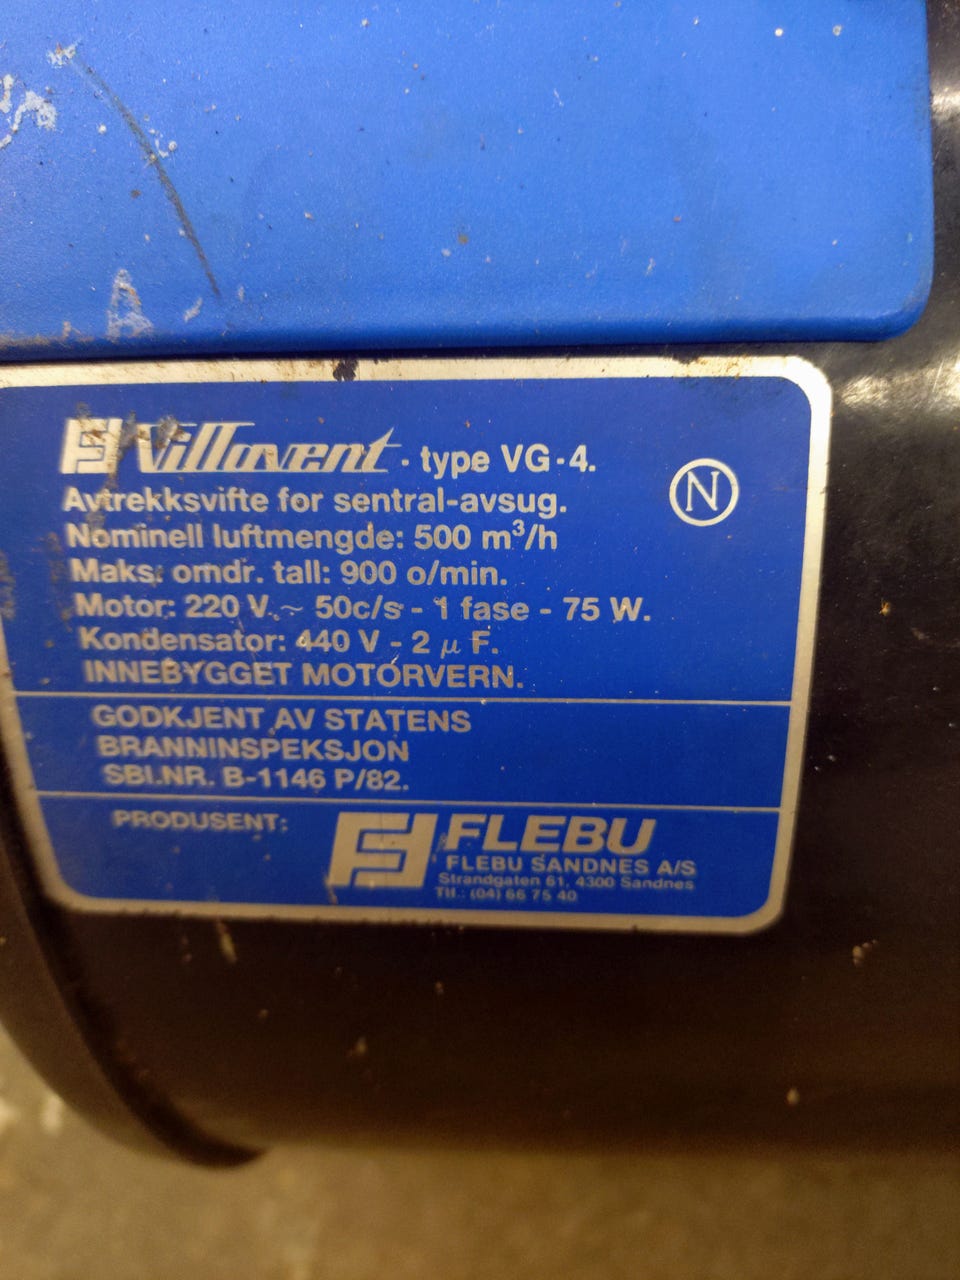 Villavent - type VG-4.
N
Avtrekksvifte for sentral-avsug.
Nominell luftmengde: 500 m³/h
Maks. omdr. tall: 900 o/min.
Motor: 220 V. ~ 50c/s - 1 fase - 75 W.
Kondensator: 440 V - 2 µ F.
INNEBYGGET MOTORVERN.
GODKJENT AV STATENS
BRANNINSPEKSJON
SBI.NR. B-1146 P/82.
PRODUSENT:
FLEBU
FLEBU SANDNES A/S
Strandgaten 61, 4300 Sandnes
Tlf.: (04) 66 75 40